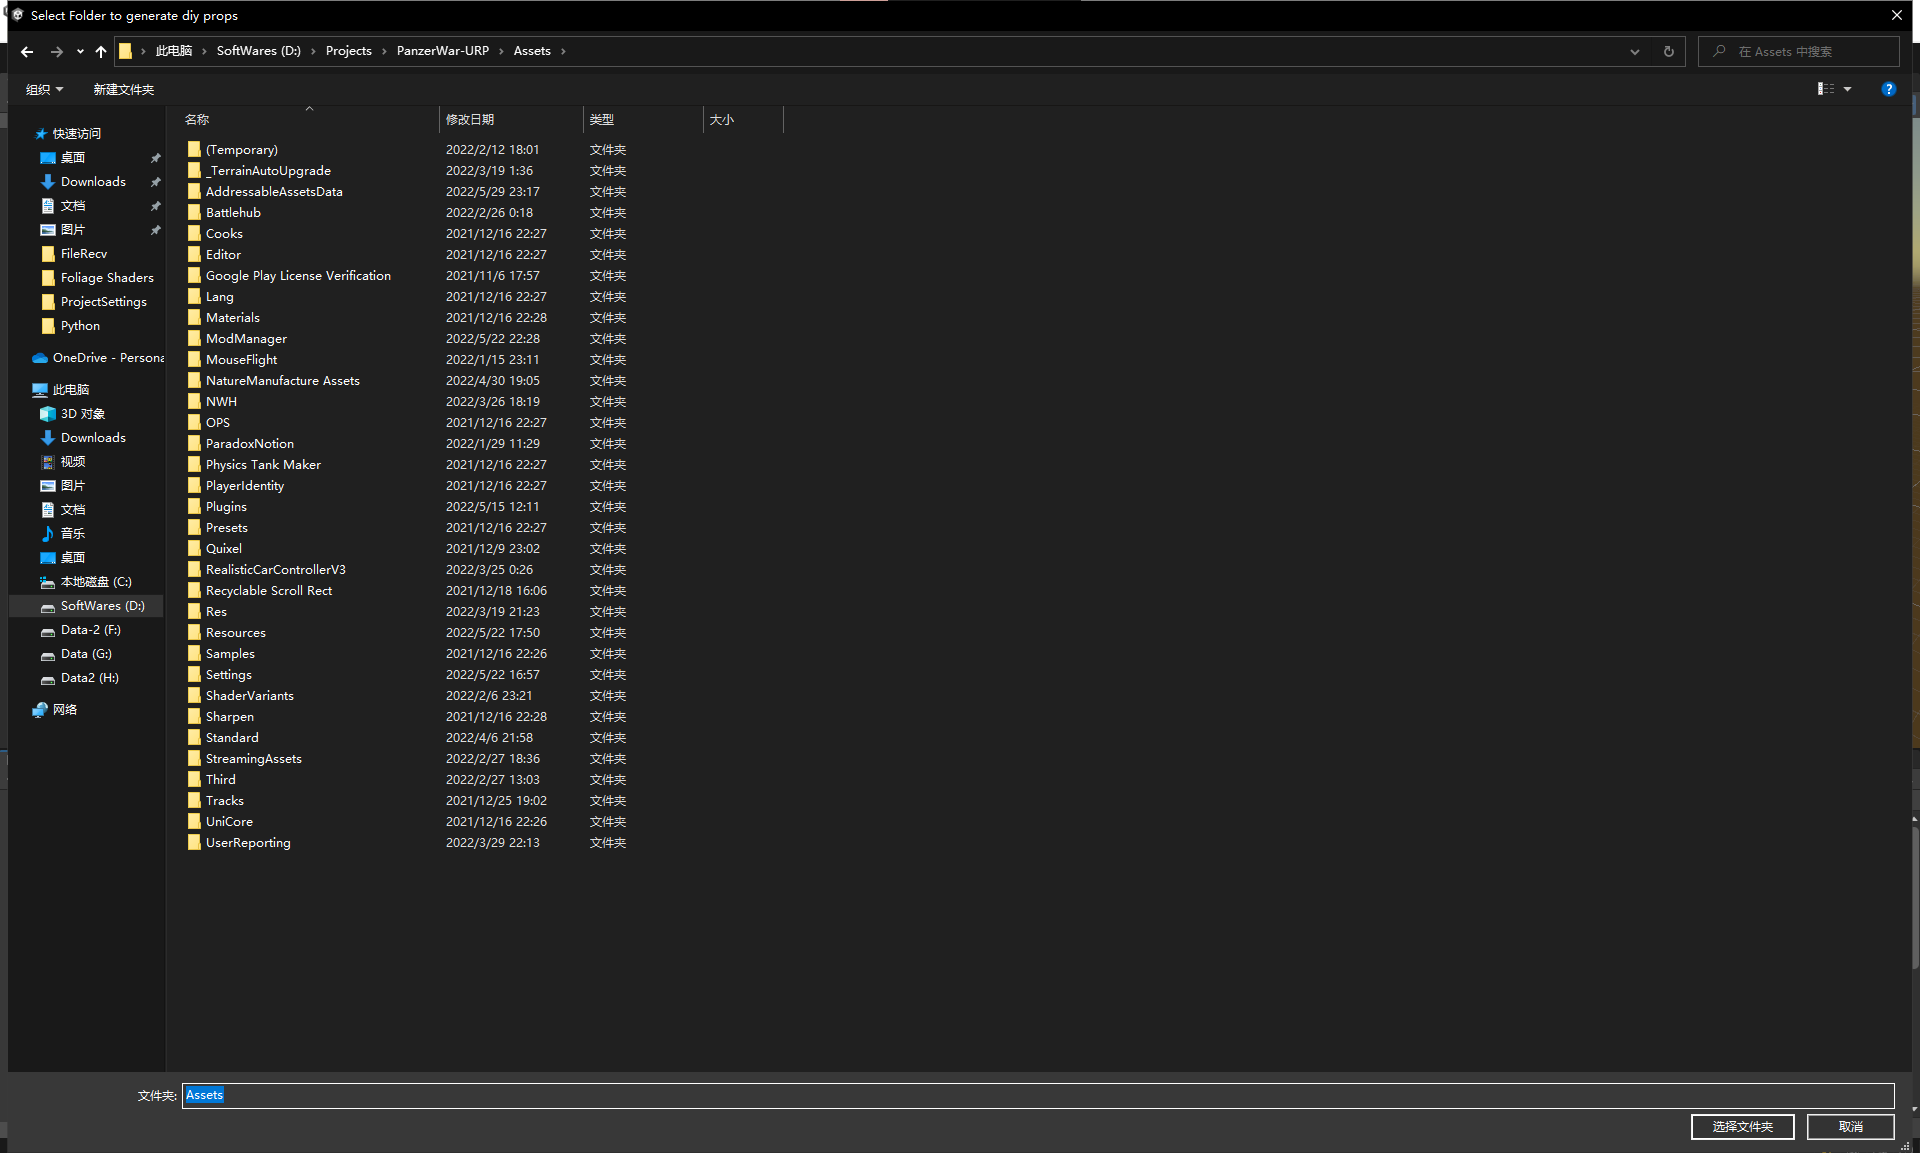 Select Folder to generate diy props
此电脑 SoftWares (D:) Projects PanzerWar-URP Assets
在 Assets 中搜索
组织 新建文件夹
名称 修改日期 类型 大小
快速访问
桌面
Downloads
文档
图片
FileRecv
Foliage Shaders
ProjectSettings
Python
OneDrive - Persona
此电脑
3D 对象
Downloads
视频
图片
文档
音乐
桌面
本地磁盘 (C:)
SoftWares (D:)
Data-2 (F:)
Data (G:)
Data2 (H:)
网络
(Temporary) 2022/2/12 18:01 文件夹
_TerrainAutoUpgrade 2022/3/19 1:36 文件夹
AddressableAssetsData 2022/5/29 23:17 文件夹
Battlehub 2022/2/26 0:18 文件夹
Cooks 2021/12/16 22:27 文件夹
Editor 2021/12/16 22:27 文件夹
Google Play License Verification 2021/11/6 17:57 文件夹
Lang 2021/12/16 22:27 文件夹
Materials 2021/12/16 22:28 文件夹
ModManager 2022/5/22 22:28 文件夹
MouseFlight 2022/1/15 23:11 文件夹
NatureManufacture Assets 2022/4/30 19:05 文件夹
NWH 2022/3/26 18:19 文件夹
OPS 2021/12/16 22:27 文件夹
ParadoxNotion 2022/1/29 11:29 文件夹
Physics Tank Maker 2021/12/16 22:27 文件夹
PlayerIdentity 2021/12/16 22:27 文件夹
Plugins 2022/5/15 12:11 文件夹
Presets 2021/12/16 22:27 文件夹
Quixel 2021/12/9 23:02 文件夹
RealisticCarControllerV3 2022/3/25 0:26 文件夹
Recyclable Scroll Rect 2021/12/18 16:06 文件夹
Res 2022/3/19 21:23 文件夹
Resources 2022/5/22 17:50 文件夹
Samples 2021/12/16 22:26 文件夹
Settings 2022/5/22 16:57 文件夹
ShaderVariants 2022/2/6 23:21 文件夹
Sharpen 2021/12/16 22:28 文件夹
Standard 2022/4/6 21:58 文件夹
StreamingAssets 2022/2/27 18:36 文件夹
Third 2022/2/27 13:03 文件夹
Tracks 2021/12/25 19:02 文件夹
UniCore 2021/12/16 22:26 文件夹
UserReporting 2022/3/29 22:13 文件夹
文件夹: Assets
选择文件夹 取消